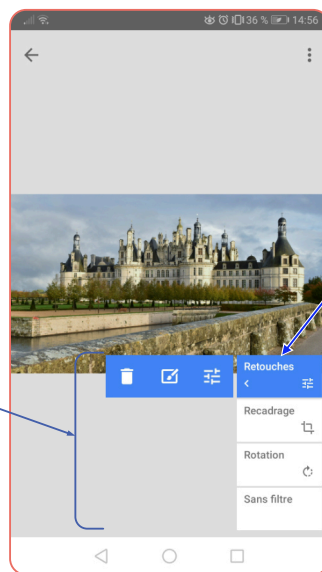 36 % 14:56
Retouches
Recadrage
Rotation
Sans filtre